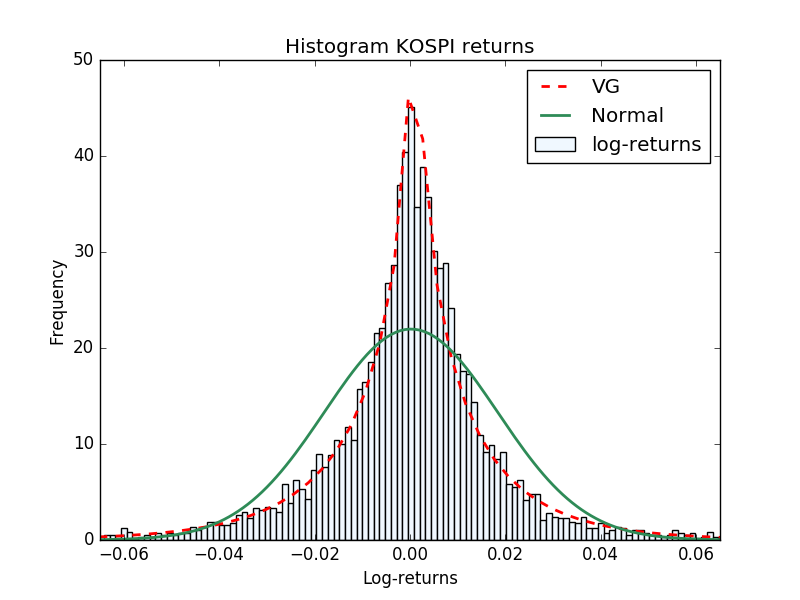 Histogram KOSPI returns
50
40
30
20
10
0
Frequency
VG
Normal
log-returns
−0.06
−0.04
−0.02
0.00
0.02
0.04
0.06
Log-returns